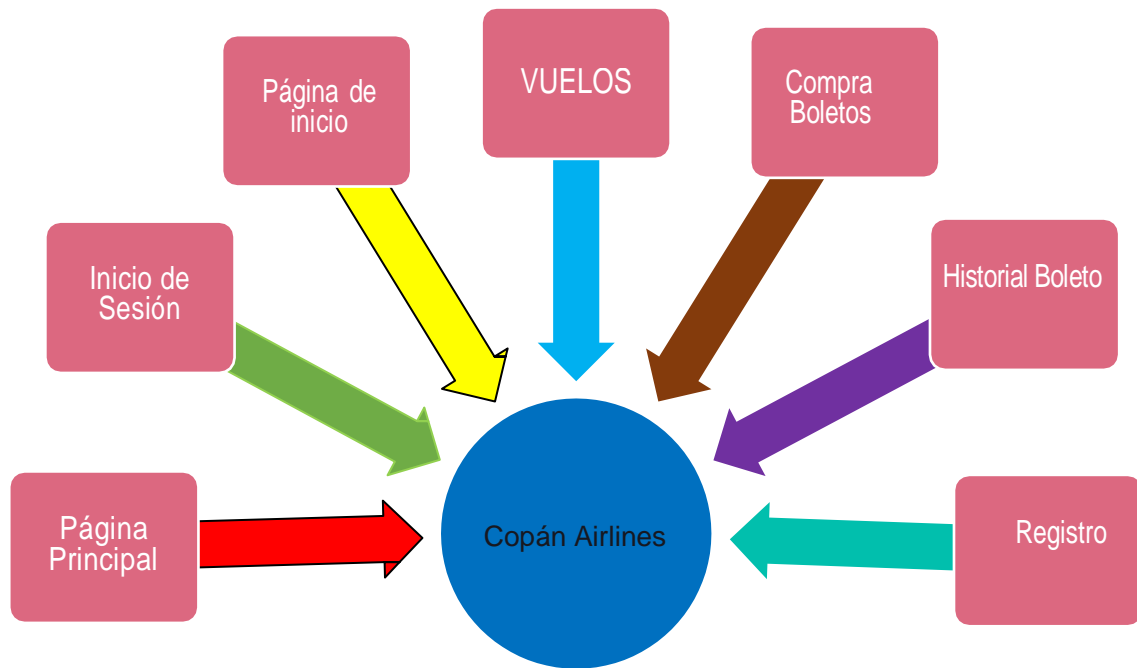 VUELOS
Página de
inicio
Compra
Boletos
Inicio de
Sesión
Historial Boleto
Página
Principal
Copán Airlines
Registro